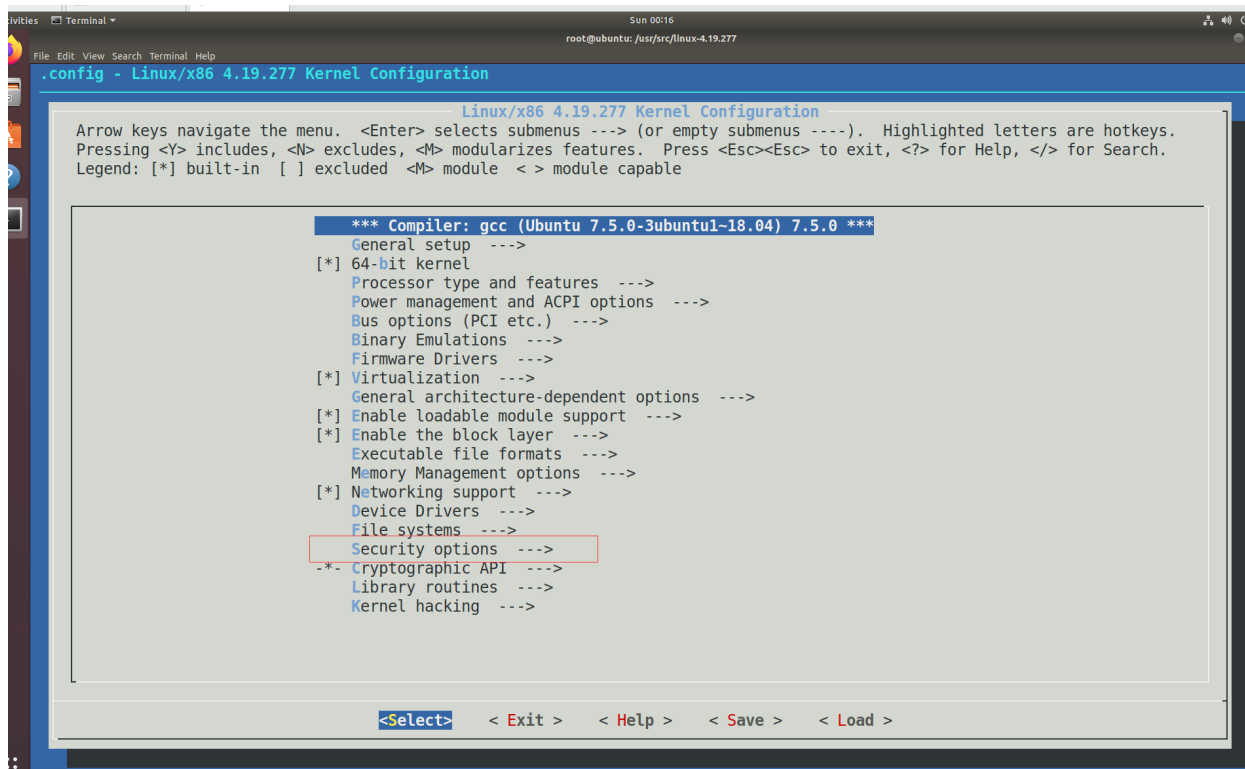 ivities Terminal Sun 00:16
root@ubuntu: /usr/src/linux-4.19.277
File Edit View Search Terminal Help
.config - Linux/x86 4.19.277 Kernel Configuration
Linux/x86 4.19.277 Kernel Configuration
Arrow keys navigate the menu.  <Enter> selects submenus ---> (or empty submenus ----).  Highlighted letters are hotkeys.
Pressing <Y> includes, <N> excludes, <M> modularizes features.  Press <Esc><Esc> to exit, <?> for Help, </> for Search.
Legend: [*] built-in  [ ] excluded  <M> module  < > module capable
*** Compiler: gcc (Ubuntu 7.5.0-3ubuntu1~18.04) 7.5.0 ***
General setup  --->
[*] 64-bit kernel
Processor type and features  --->
Power management and ACPI options  --->
Bus options (PCI etc.)  --->
Binary Emulations  --->
Firmware Drivers  --->
[*] Virtualization  --->
General architecture-dependent options  --->
[*] Enable loadable module support  --->
[*] Enable the block layer  --->
Executable file formats  --->
Memory Management options  --->
[*] Networking support  --->
Device Drivers  --->
File systems  --->
Security options  --->
-*- Cryptographic API  --->
Library routines  --->
Kernel hacking  --->
<Select>    < Exit >    < Help >    < Save >    < Load >